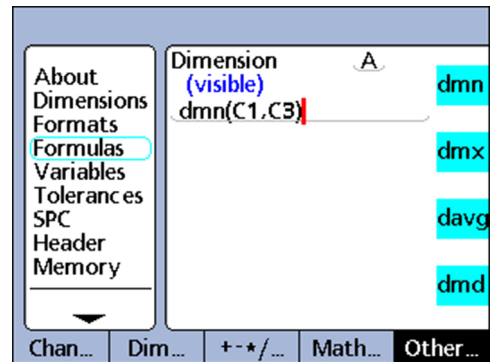 About
Dimensions
Formats
Formulas
Variables
Tolerances
SPC
Header
Memory
Dimension A
(visible)
dmn(C1,C3)
dmn
dmx
davg
dmd
Chan... Dim... +-*/... Math... Other...